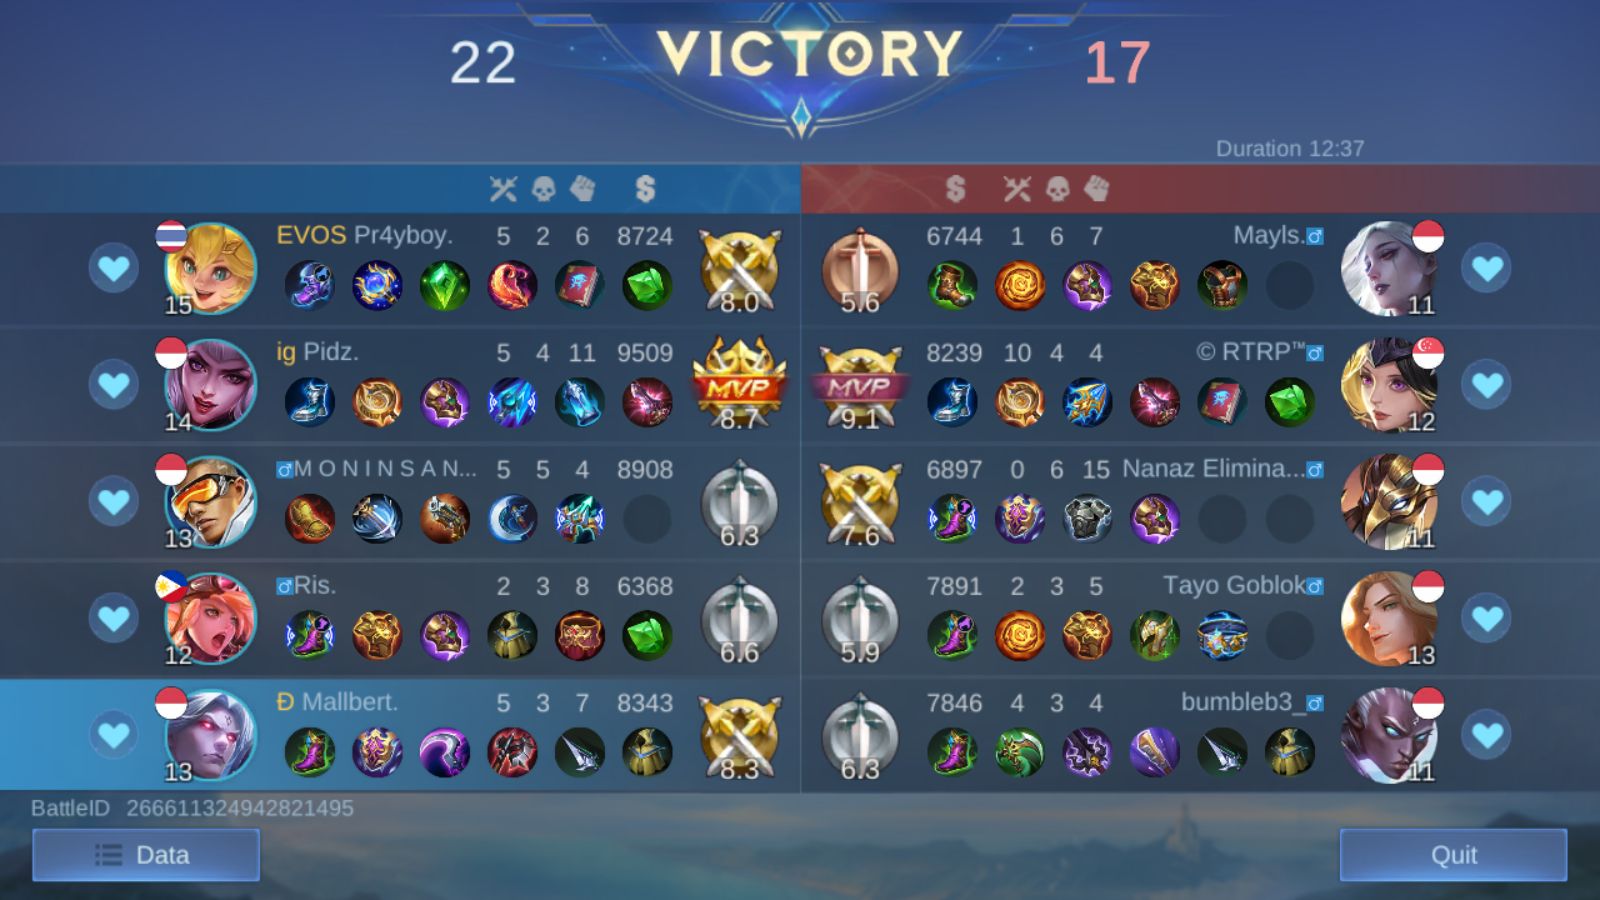 22 VICTORY 17
Duration 12:37
EVOS Pr4yboy. 5 2 6 8724
15 8.0
6744 1 6 7 Mayls.♂
5.6 11
ig Pidz. 5 4 11 9509
14 MVP 8.7
8239 10 4 4 © RTRP™♂
MVP 9.1 12
♂M O N I N S A N... 5 5 4 8908
13 6.3
6897 0 6 15 Nanaz Elimina...♂
7.6 11
♂Ris. 2 3 8 6368
12 6.6
7891 2 3 5 Tayo Goblok♂
5.9 13
Đ Mallbert. 5 3 7 8343
13 8.3
7846 4 3 4 bumbleb3_♂
6.3 11
BattleID 266611324942821495
Data
Quit